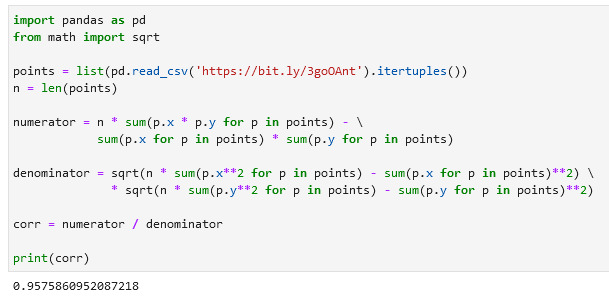 import pandas as pd
from math import sqrt

points = list(pd.read_csv('https://bit.ly/3goOAnt').itertuples())
n = len(points)

numerator = n * sum(p.x * p.y for p in points) - \
            sum(p.x for p in points) * sum(p.y for p in points)

denominator = sqrt(n * sum(p.x**2 for p in points) - sum(p.x for p in points)**2) \
              * sqrt(n * sum(p.y**2 for p in points) - sum(p.y for p in points)**2)

corr = numerator / denominator

print(corr)
0.9575860952087218